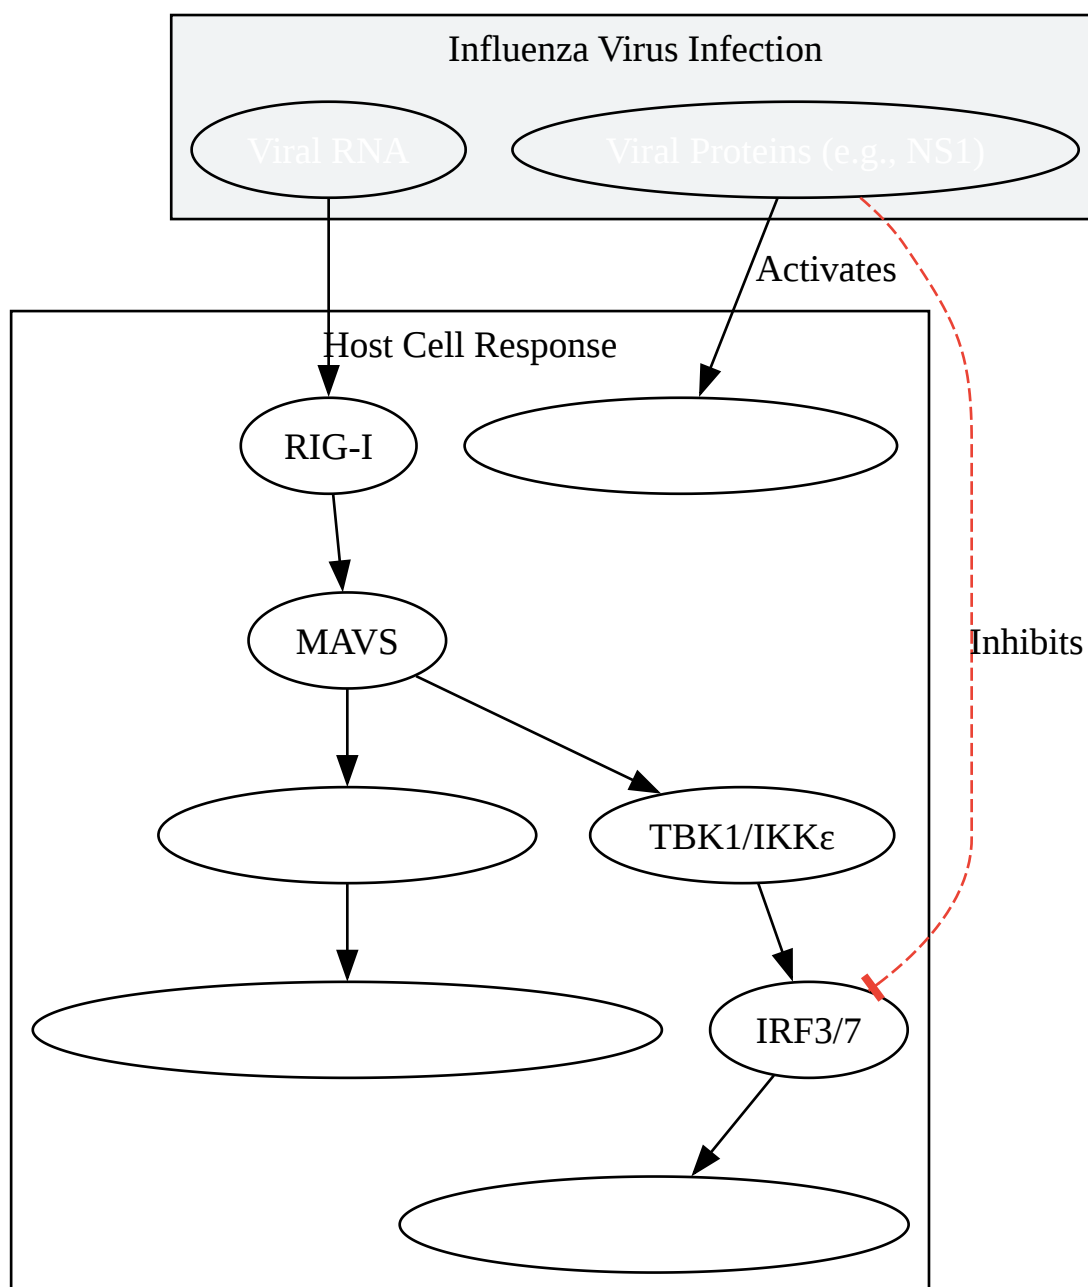 Influenza Virus Infection
Viral RNA
Viral Proteins (e.g., NS1)
Activates
Host Cell Response
RIG-I
MAVS
Inhibits
TBK1/IKKε
IRF3/7